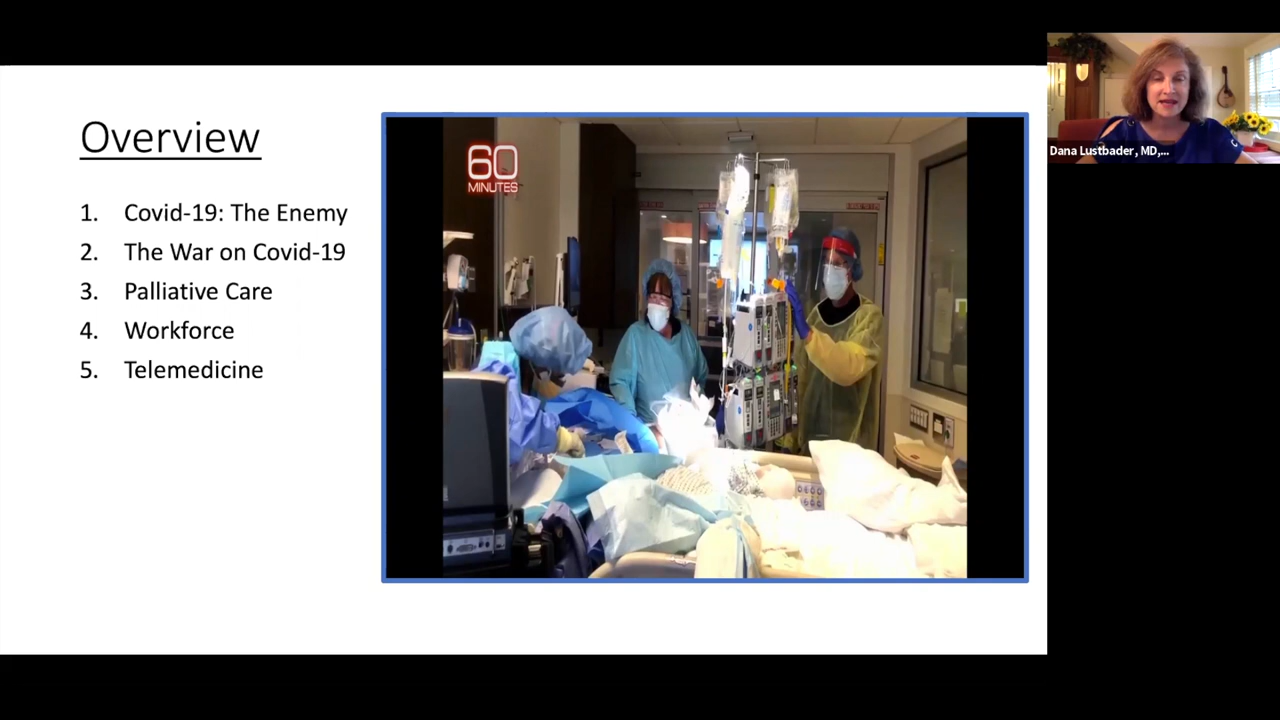 Overview
1. Covid-19: The Enemy
2. The War on Covid-19
3. Palliative Care
4. Workforce
5. Telemedicine
60
MINUTES
Dana Lustbader, MD,...